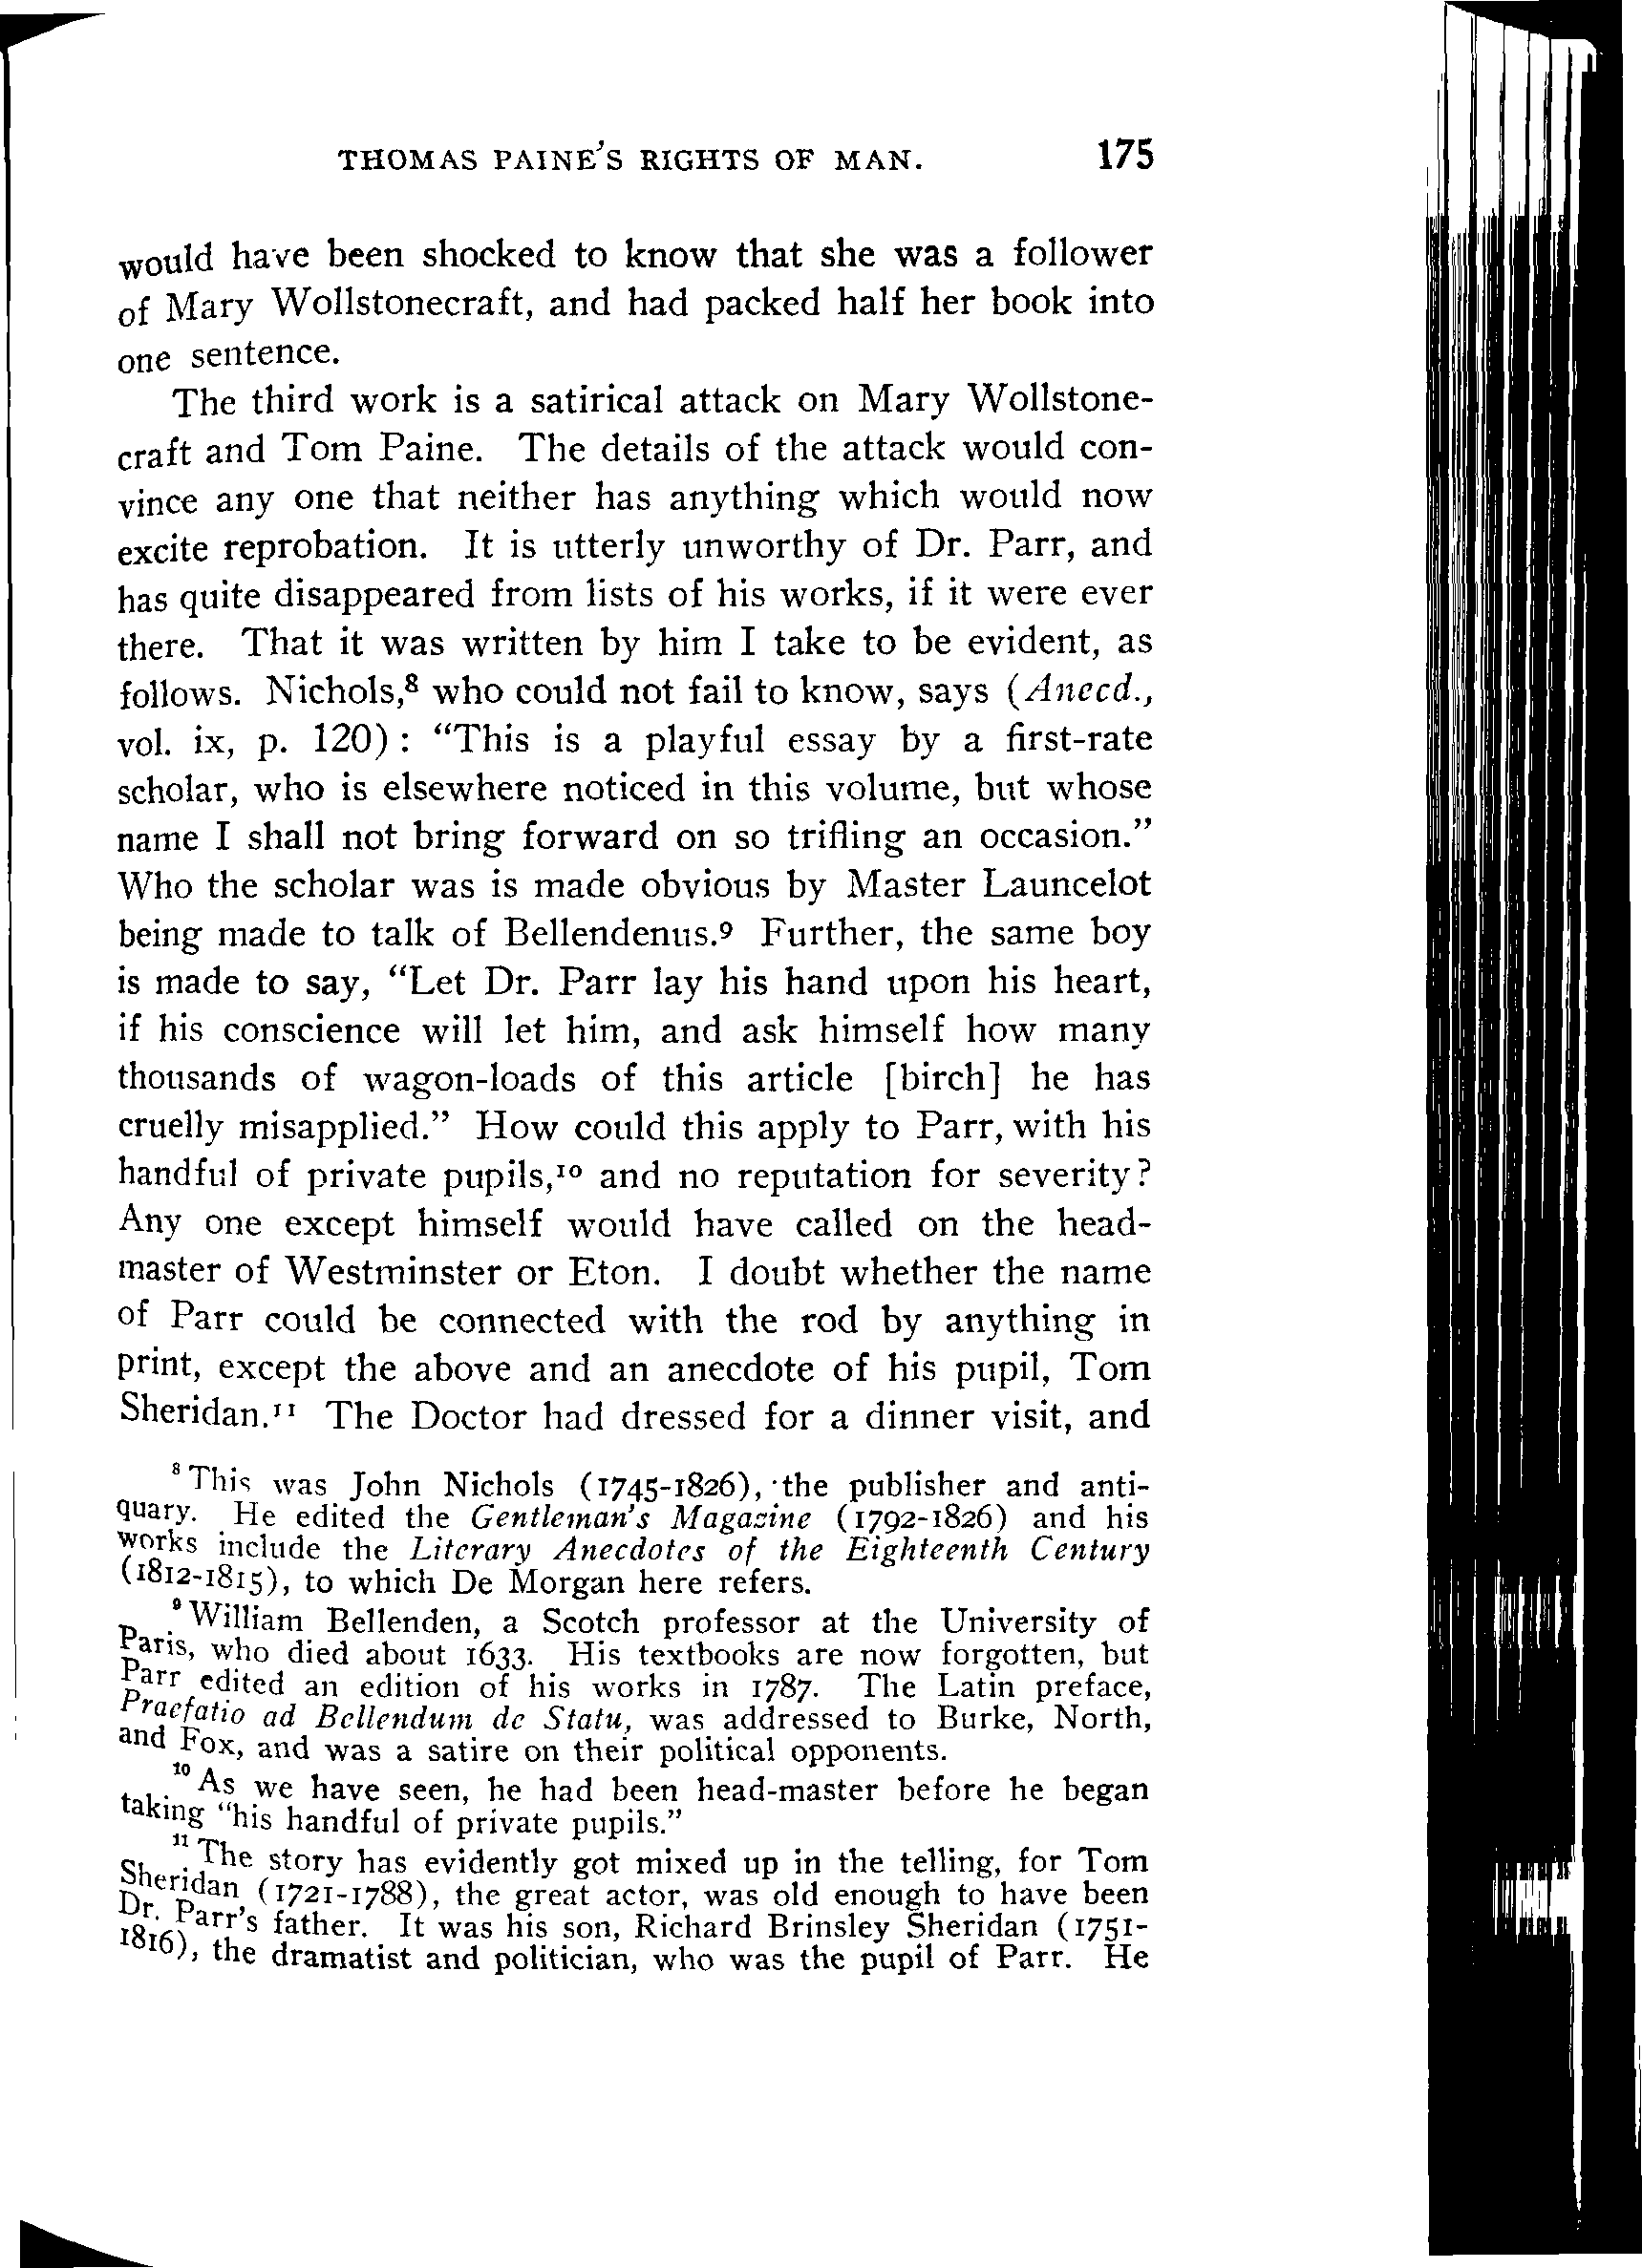 THOMAS PAINE'S RIGHTS OF MAN. 175
would have been shocked to know that she was a follower
of Mary Wollstonecraft, and had packed half her book into
one sentence.
The third work is a satirical attack on Mary Wollstone-
craft and Tom Paine. The details of the attack would con-
vince any one that neither has anything which would now
excite reprobation. It is utterly unworthy of Dr. Parr, and
has quite disappeared from lists of his works, if it were ever
there. That it was written by him I take to be evident, as
follows. Nichols,⁸ who could not fail to know, says (Anecd.,
vol. ix, p. 120): "This is a playful essay by a first-rate
scholar, who is elsewhere noticed in this volume, but whose
name I shall not bring forward on so trifling an occasion."
Who the scholar was is made obvious by Master Launcelot
being made to talk of Bellendenus.⁹ Further, the same boy
is made to say, "Let Dr. Parr lay his hand upon his heart,
if his conscience will let him, and ask himself how many
thousands of wagon-loads of this article [birch] he has
cruelly misapplied." How could this apply to Parr, with his
handful of private pupils,¹⁰ and no reputation for severity?
Any one except himself would have called on the head-
master of Westminster or Eton. I doubt whether the name
of Parr could be connected with the rod by anything in
print, except the above and an anecdote of his pupil, Tom
Sheridan.¹¹ The Doctor had dressed for a dinner visit, and
⁸ This was John Nichols (1745-1826), the publisher and anti-
quary. He edited the Gentleman's Magazine (1792-1826) and his
works include the Literary Anecdotes of the Eighteenth Century
(1812-1815), to which De Morgan here refers.
⁹ William Bellenden, a Scotch professor at the University of
Paris, who died about 1633. His textbooks are now forgotten, but
Parr edited an edition of his works in 1787. The Latin preface,
Praefatio ad Bellendum de Statu, was addressed to Burke, North,
and Fox, and was a satire on their political opponents.
¹⁰ As we have seen, he had been head-master before he began
taking "his handful of private pupils."
¹¹ The story has evidently got mixed up in the telling, for Tom
Sheridan (1721-1788), the great actor, was old enough to have been
Dr. Parr's father. It was his son, Richard Brinsley Sheridan (1751-
1816), the dramatist and politician, who was the pupil of Parr. He